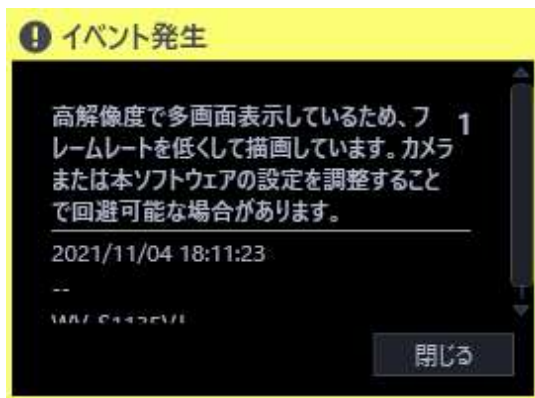 イベント発生
高解像度で多画面表示しているため、フ
レームレートを低くして描画しています。カメラ
または本ソフトウェアの設定を調整すること
で回避可能な場合があります。
1
2021/11/04 18:11:23
--
閉じる